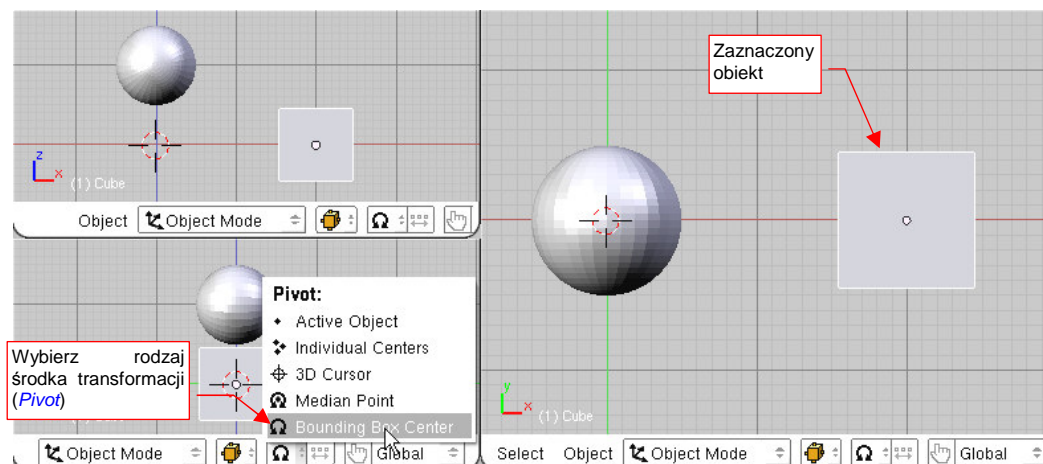 z
x
(1) Cube
Object Object Mode
Wybierz rodzaj
środka transformacji
(Pivot)
Pivot:
Active Object
Individual Centers
3D Cursor
Median Point
Bounding Box Center
Object Mode Global
Zaznaczony
obiekt
y
x
(1) Cube
Select Object Object Mode Global